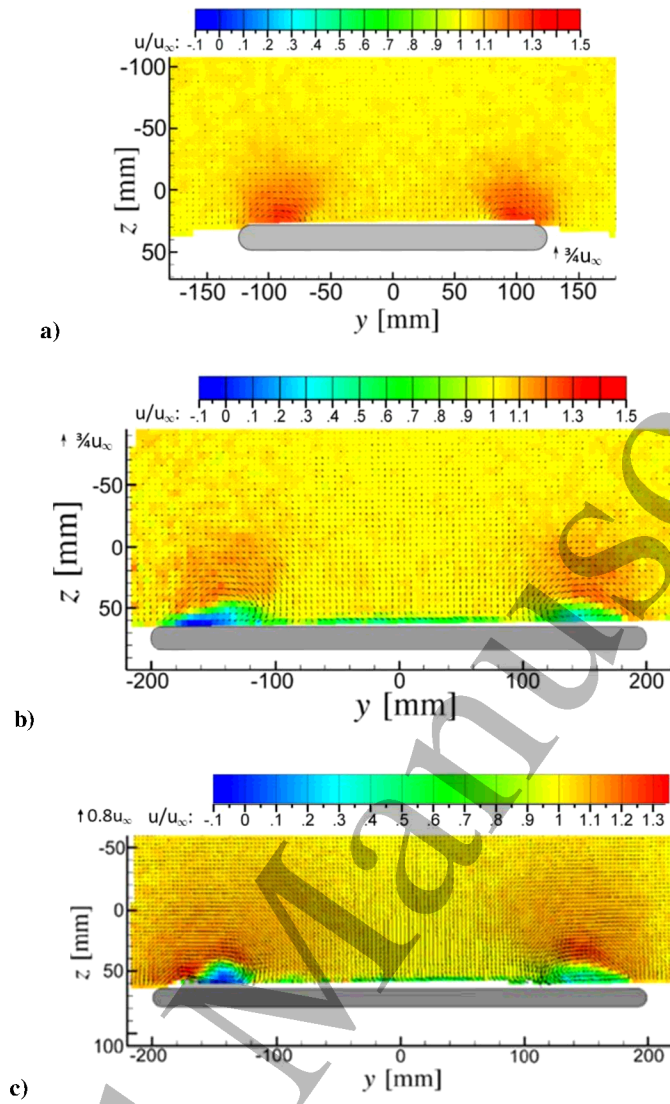 u/u∞: -.1 0 .1 .2 .3 .4 .5 .6 .7 .8 .9 1 1.1 1.3 1.5
-100
-50
0
50
z [mm]
¾u∞
-150 -100 -50 0 50 100 150
y [mm]
a)
u/u∞: -.1 0 .1 .2 .3 .4 .5 .6 .7 .8 .9 1 1.1 1.3 1.5
¾u∞
-50
0
50
z [mm]
-200 -100 0 100 200
y [mm]
b)
0.8u∞ u/u∞: -.1 0 .1 .2 .3 .4 .5 .6 .7 .8 .9 1 1.1 1.2 1.3
-50
0
50
100
z [mm]
-200 -100 0 100 200
y [mm]
c)
Manusc